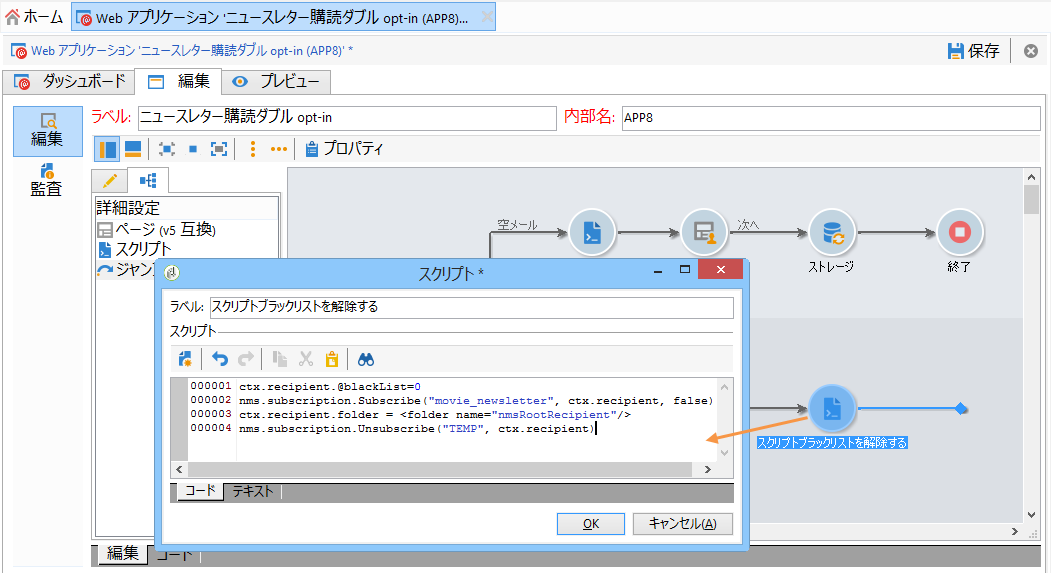 ホーム
Web アプリケーション 'ニュースレター購読ダブル opt-in (APP8)...
Web アプリケーション 'ニュースレター購読ダブル opt-in (APP8)' *
保存
ダッシュボード
編集
プレビュー
編集
監査
ラベル:
ニュースレター購読ダブル opt-in
内部名:
APP8
プロパティ
詳細設定
ページ (v5 互換)
スクリプト
ジャン
空メール
次へ
ストレージ
終了
スクリプトブラックリストを解除する
スクリプト *
ラベル:
スクリプトブラックリストを解除する
スクリプト
000001 ctx.recipient.@blackList=0
000002 nms.subscription.Subscribe("movie_newsletter", ctx.recipient, false)
000003 ctx.recipient.folder = <folder name="nmsRootRecipient"/>
000004 nms.subscription.Unsubscribe("TEMP", ctx.recipient)
コード
テキスト
OK
キャンセル(A)
編集
コード